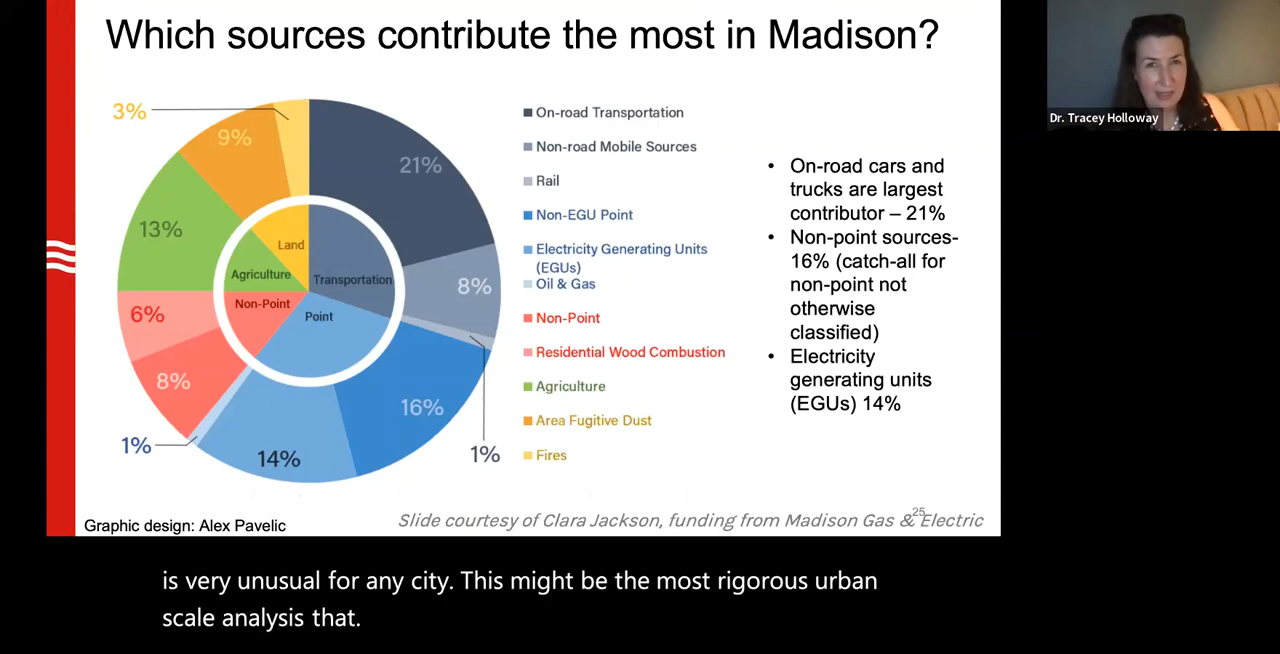 Which sources contribute the most in Madison?
Dr. Tracey Holloway
3%
9%
21%
13%
8%
6%
8%
16%
14%
1%
1%
Land
Agriculture
Transportation
Non-Point
Point
On-road Transportation
Non-road Mobile Sources
Rail
Non-EGU Point
Electricity Generating Units
(EGUs)
Oil & Gas
Non-Point
Residential Wood Combustion
Agriculture
Area Fugitive Dust
Fires
• On-road cars and
trucks are largest
contributor – 21%
• Non-point sources-
16% (catch-all for
non-point not
otherwise
classified)
• Electricity
generating units
(EGUs) 14%
Graphic design: Alex Pavelic
Slide courtesy of Clara Jackson, funding from Madison Gas & Electric
25
is very unusual for any city. This might be the most rigorous urban
scale analysis that.